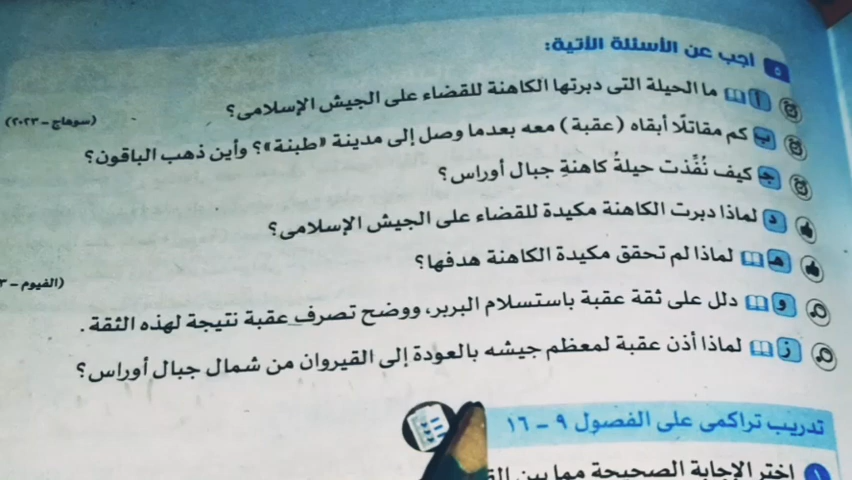 ٥ اجب عن الأسئلة الآتية:
أ ما الحيلة التى دبرتها الكاهنة للقضاء على الجيش الإسلامى؟ (سوهاج - ٢٠٢٣)
ب كم مقاتلًا أبقاه (عقبة) معه بعدما وصل إلى مدينة «طبنة»؟ وأين ذهب الباقون؟
ج كيف نُفِّذت حيلةُ كاهنةِ جبال أوراس؟
د لماذا دبرت الكاهنة مكيدة للقضاء على الجيش الإسلامى؟
هـ لماذا لم تحقق مكيدة الكاهنة هدفها؟ (الفيوم -
و دلل على ثقة عقبة باستسلام البربر، ووضح تصرف عقبة نتيجة لهذه الثقة.
ز لماذا أذن عقبة لمعظم جيشه بالعودة إلى القيروان من شمال جبال أوراس؟
تدريب تراكمى على الفصول ٩ - ١٦
١ اختر الإجابة الصحيحة مما بين